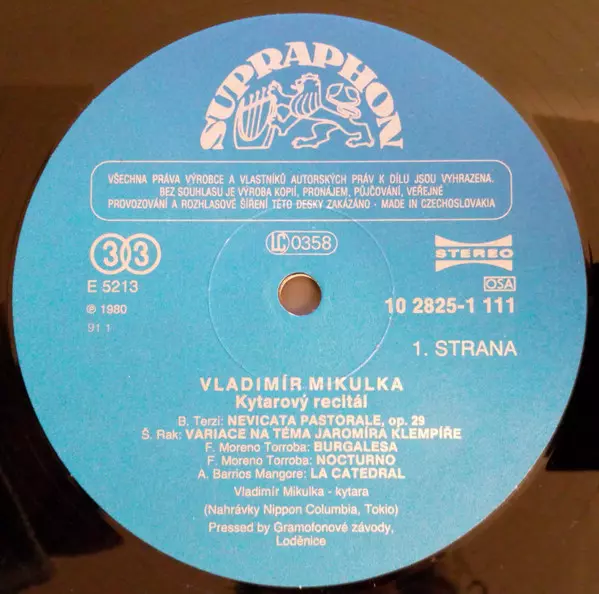 SUPRAPHON
VŠECHNA PRÁVA VÝROBCE A VLASTNÍKŮ AUTORSKÝCH PRÁV K DÍLU JSOU VYHRAZENA.
BEZ SOUHLASU JE VÝROBA KOPIÍ, PRONÁJEM, PŮJČOVÁNÍ, VEŘEJNÉ
PROVOZOVÁNÍ A ROZHLASOVÉ ŠÍŘENÍ TÉTO DESKY ZAKÁZÁNO · MADE IN CZECHOSLOVAKIA
33
LC 0358
STEREO
E 5213
OSA
℗ 1980
10 2825-1 111
91 1
1. STRANA
VLADIMÍR MIKULKA
Kytarový recitál
B. Terzi: NEVICATA PASTORALE, op. 29
Š. Rak: VARIACE NA TÉMA JAROMÍRA KLEMPÍŘE
F. Moreno Torroba: BURGALESA
F. Moreno Torroba: NOCTURNO
A. Barrios Mangore: LA CATEDRAL
Vladimír Mikulka - kytara
(Nahrávky Nippon Columbia, Tokio)
Pressed by Gramofonové závody,
Loděnice